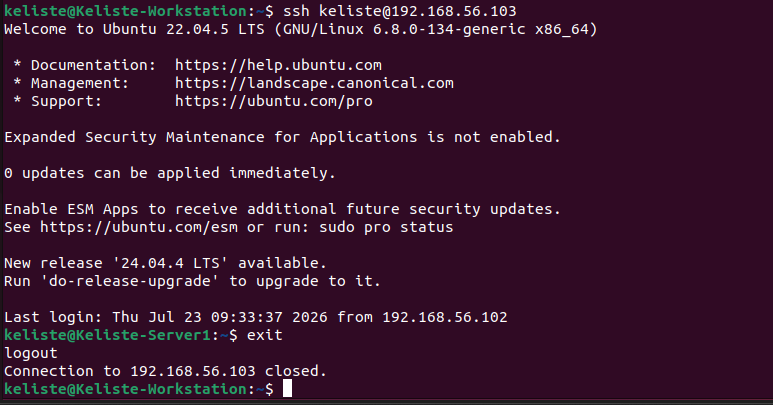 keliste@Keliste-Workstation:~$ ssh keliste@192.168.56.103
Welcome to Ubuntu 22.04.5 LTS (GNU/Linux 6.8.0-134-generic x86_64)
* Documentation:  https://help.ubuntu.com
* Management:     https://landscape.canonical.com
* Support:        https://ubuntu.com/pro
Expanded Security Maintenance for Applications is not enabled.
0 updates can be applied immediately.
Enable ESM Apps to receive additional future security updates.
See https://ubuntu.com/esm or run: sudo pro status
New release '24.04.4 LTS' available.
Run 'do-release-upgrade' to upgrade to it.
Last login: Thu Jul 23 09:33:37 2026 from 192.168.56.102
keliste@Keliste-Server1:~$ exit
logout
Connection to 192.168.56.103 closed.
keliste@Keliste-Workstation:~$